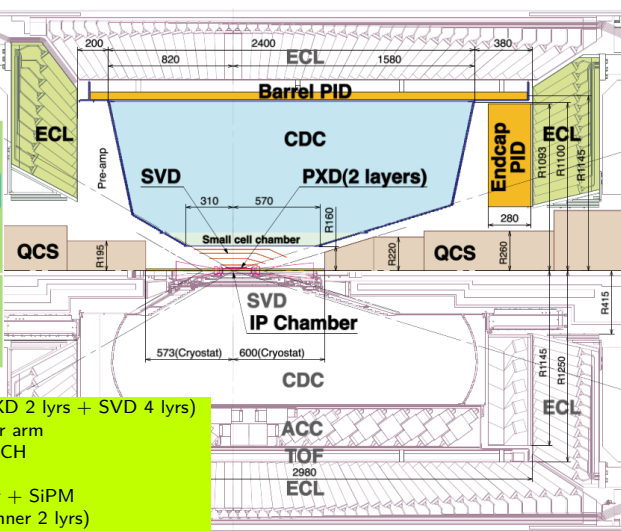 200
2400
380
820
ECL
1580
Barrel PID
ECL
CDC
Endcap
PID
ECL
R1093
R1100
R1145
Pre-amp
SVD
PXD(2 layers)
310
570
R160
280
Small cell chamber
QCS
R195
R220
QCS
R260
SVD
IP Chamber
R415
573(Cryostat)
600(Cryostat)
R1145
R1250
CDC
ECL
XD 2 lyrs + SVD 4 lyrs)
r arm
CH
ACC
TOF
2980
ECL
+ SiPM
nner 2 lyrs)